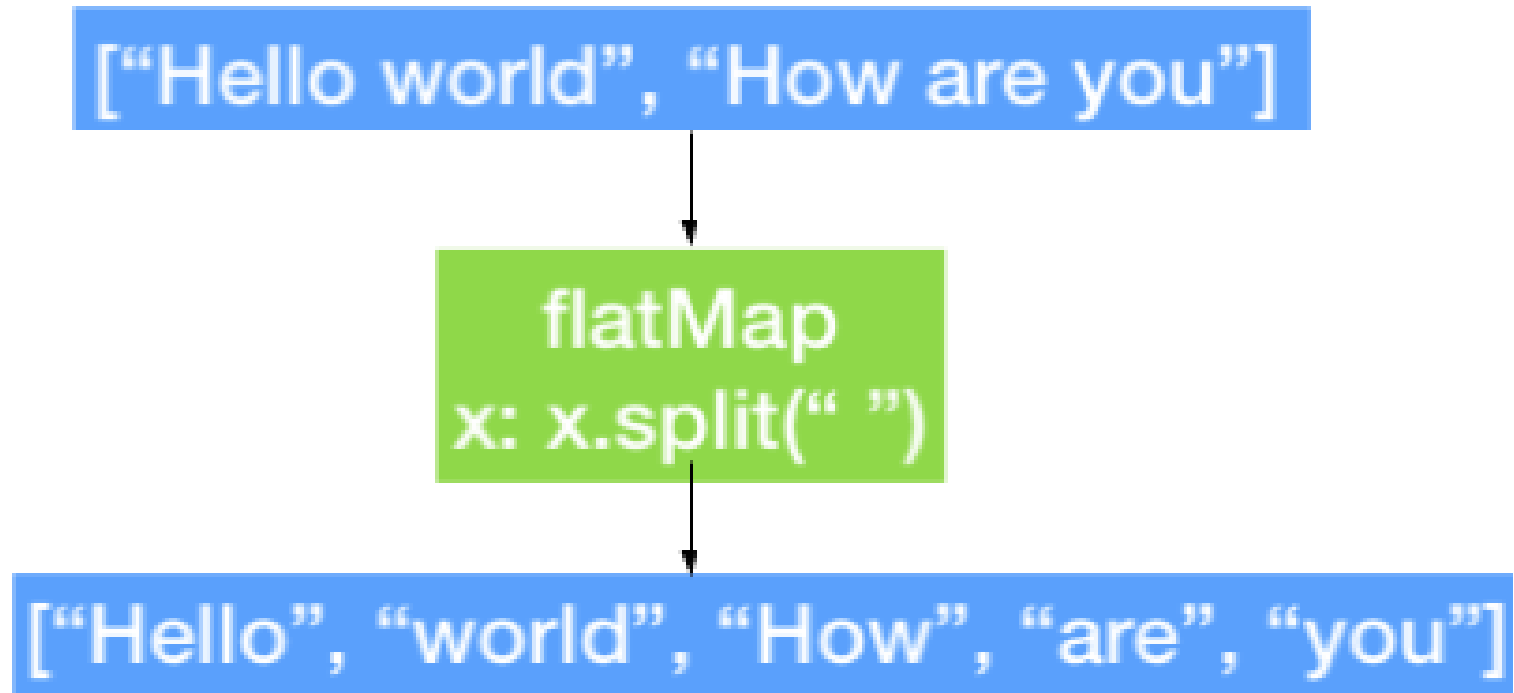 [“Hello world”, “How are you”]
flatMap
x: x.split(“ ”)
[“Hello”, “world”, “How”, “are”, “you”]